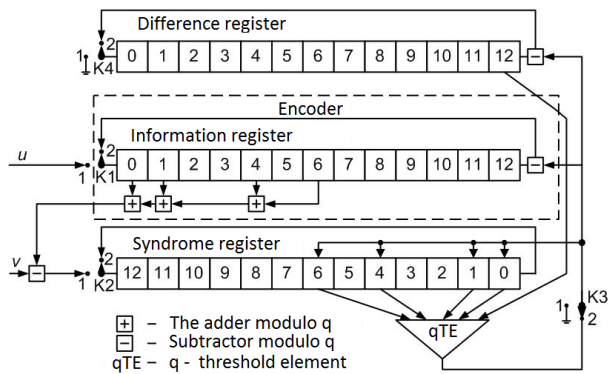 Difference register
2
1
K4
0 1 2 3 4 5 6 7 8 9 10 11 12
−
Encoder
Information register
u
2
1
K1
0 1 2 3 4 5 6 7 8 9 10 11 12
−
+ + +
Syndrome register
v
−
2
1
K2
12 11 10 9 8 7 6 5 4 3 2 1 0
K3
1
2
qTE
+ – The adder modulo q
− – Subtractor modulo q
qTE – q - threshold element